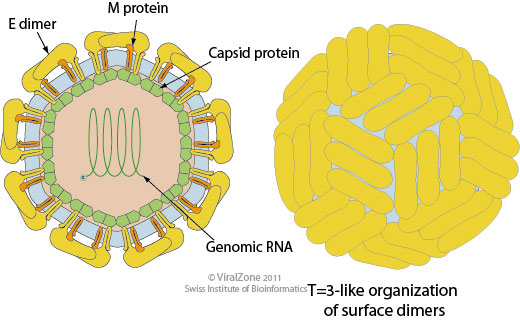 M protein
E dimer
Capsid protein
Genomic RNA
© ViralZone 2011
Swiss Institute of Bioinformatics
T=3-like organization
of surface dimers